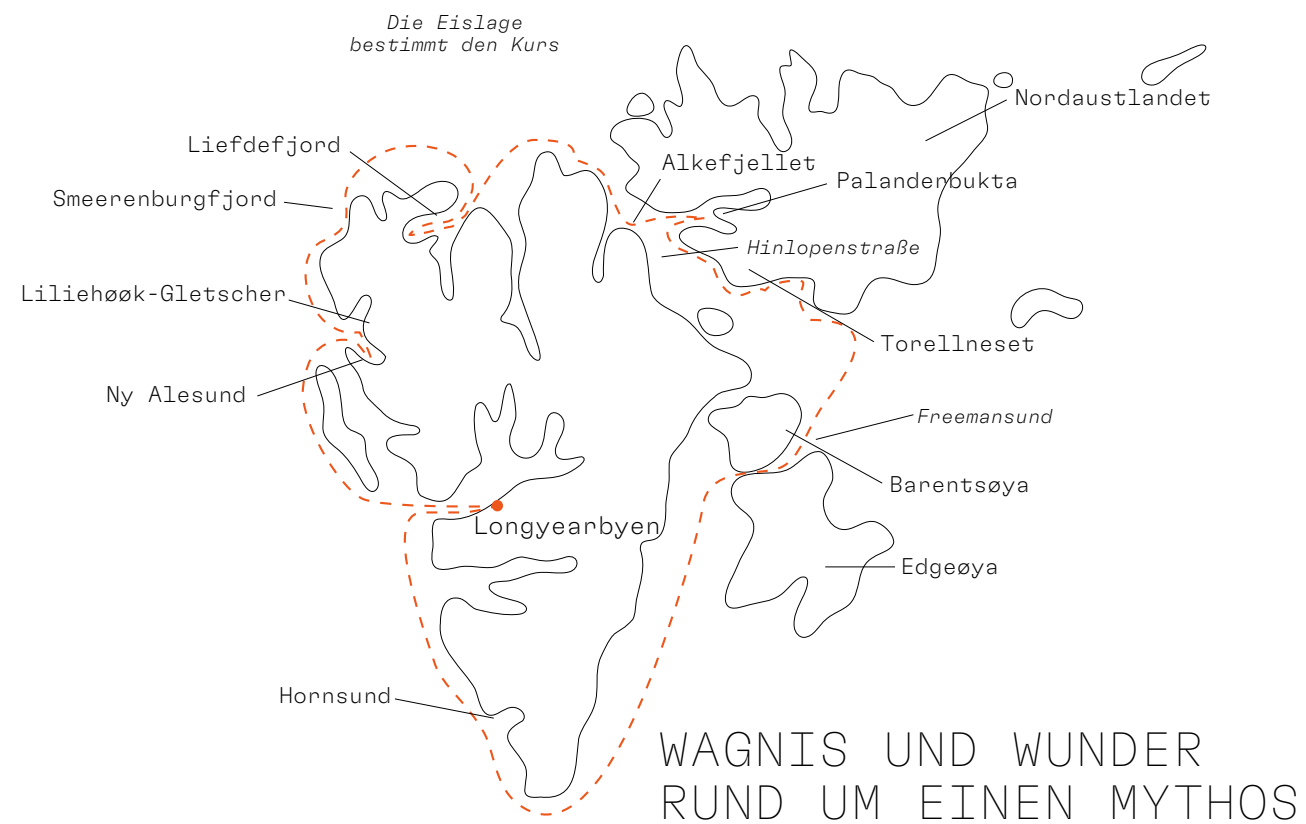 Die Eislage
bestimmt den Kurs
Nordaustlandet
Liefdefjord
Alkefjellet
Palanderbukta
Smeerenburgfjord
Hinlopenstraße
Liliehøøk-Gletscher
Torellneset
Ny Alesund
Freemansund
Barentsøya
Longyearbyen
Edgeøya
Hornsund
WAGNIS UND WUNDER
RUND UM EINEN MYTHOS